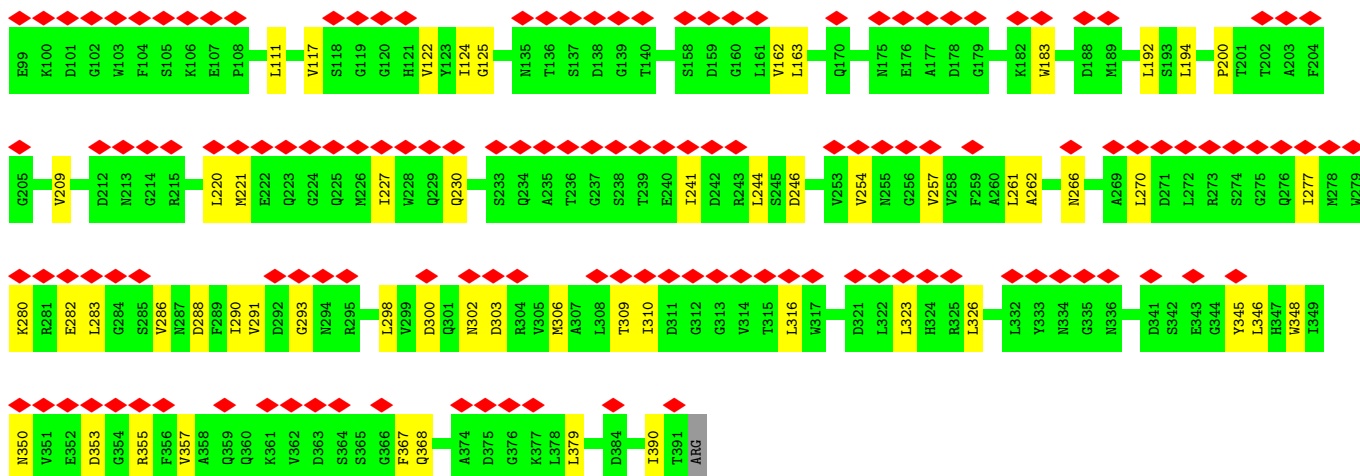 E99 K100 D101 G102 W103 F104 S105 K106 E107 P108 L111 V117 S118 G119 G120 H121 V122 Y123 I124 G125 N135 T136 S137 D138 G139 T140 S158 D159 G160 L161 V162 L163 Q170 N175 E176 A177 D178 G179 K182 W183 D188 M189 L192 S193 L194 P200 T201 T202 A203 F204
G205 V209 D212 N213 G214 R215 L220 M221 E222 Q223 G224 Q225 M226 I227 W228 Q229 Q230 S233 Q234 A235 T236 G237 S238 T239 E240 I241 D242 R243 L244 S245 D246 V253 V254 N255 G256 V257 V258 F259 A260 L261 A262 N266 A269 L270 D271 L272 R273 S274 G275 Q276 I277 M278 W279
K280 R281 E282 L283 G284 S285 V286 N287 D288 F289 I290 V291 D292 G293 N294 R295 L298 V299 D300 Q301 N302 D303 R304 V305 M306 A307 L308 T309 I310 D311 G312 G313 V314 T315 L316 W317 D321 L322 L323 H324 R325 L326 L332 Y333 N334 G335 N336 D341 S342 E343 G344 Y345 L346 H347 W348 I349
N350 V351 E352 D353 G354 R355 F356 V357 A358 Q359 Q360 K361 V362 D363 S364 S365 G366 F367 Q368 A374 D375 G376 K377 L378 L379 D384 I390 T391 ARG